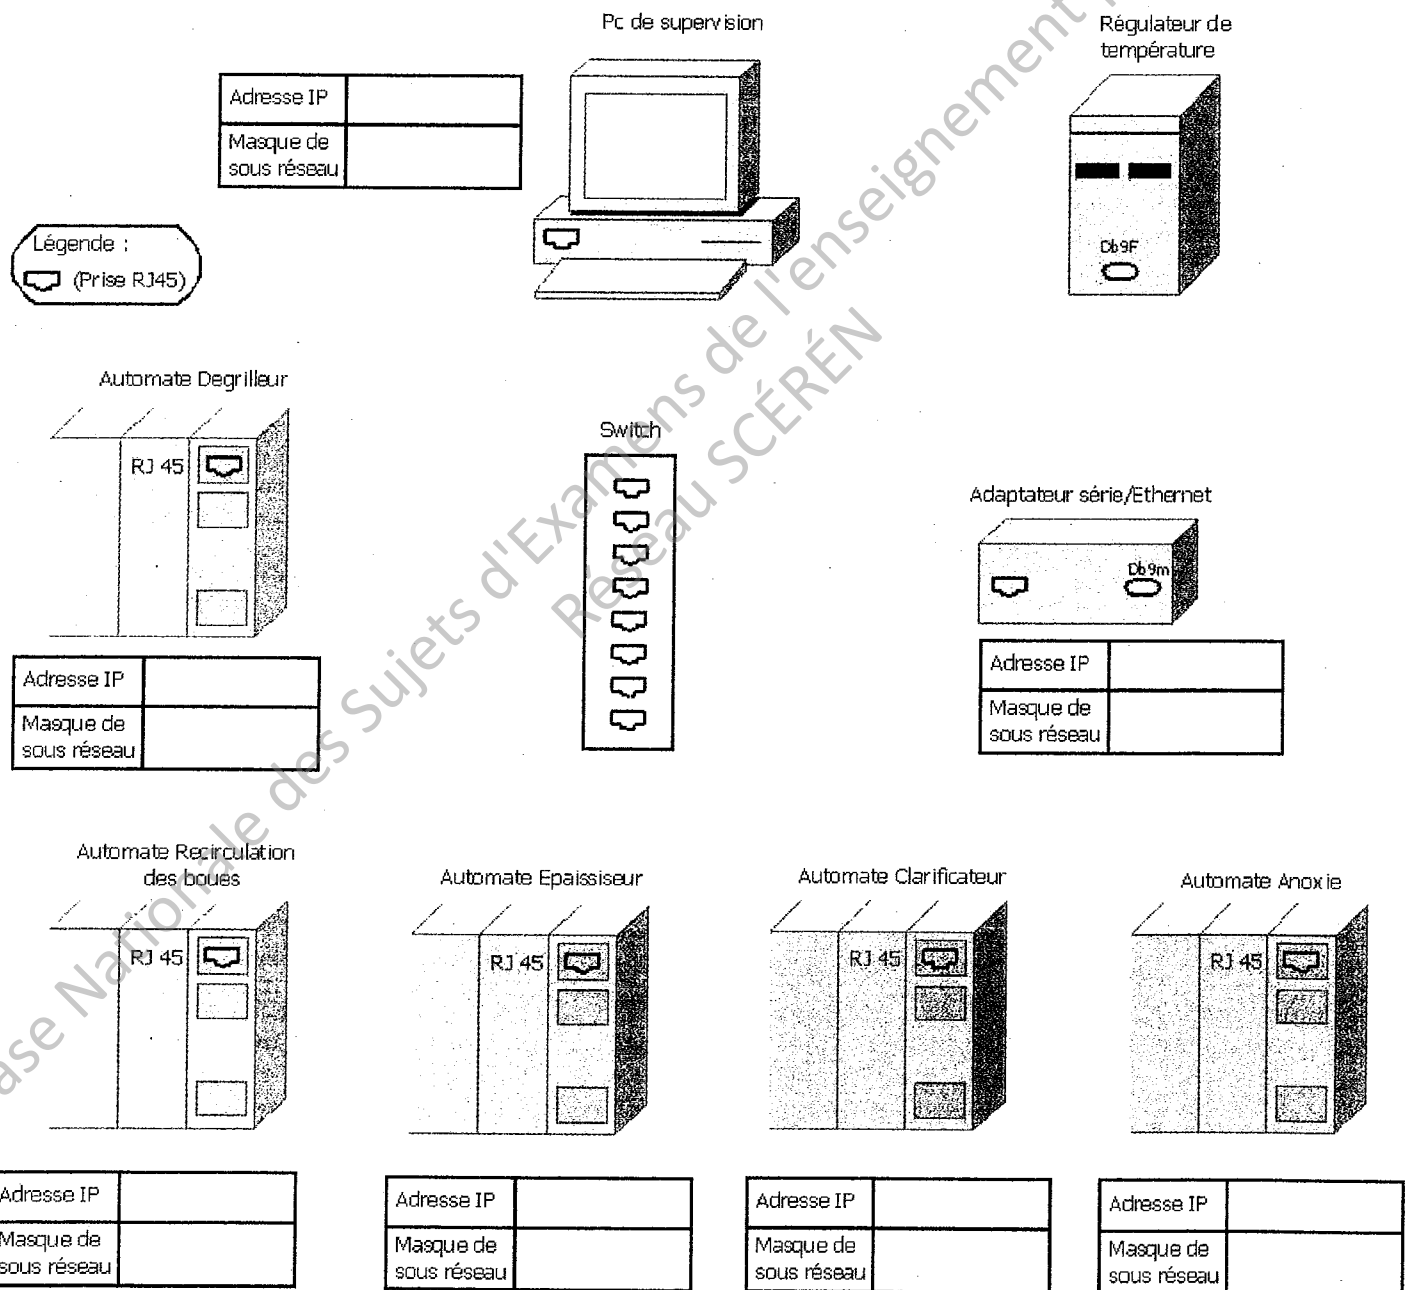 Pc de supervision
Régulateur de
température
Adresse IP
Masque de
sous réseau
Légende :
(Prise RJ45)
Db9F
Automate Degrilleur
RJ 45
Switch
Adaptateur série/Ethernet
Db9m
Adresse IP
Masque de
sous réseau
Adresse IP
Masque de
sous réseau
Automate Recirculation
des boues
Automate Epaissiseur
Automate Clarificateur
Automate Anoxie
RJ 45
RJ 45
RJ 45
RJ 45
Adresse IP
Masque de
sous réseau
Adresse IP
Masque de
sous réseau
Adresse IP
Masque de
sous réseau
Adresse IP
Masque de
sous réseau
Nationale des Sujets d'Examens de l'enseignement
Réseau SCÉRÉN